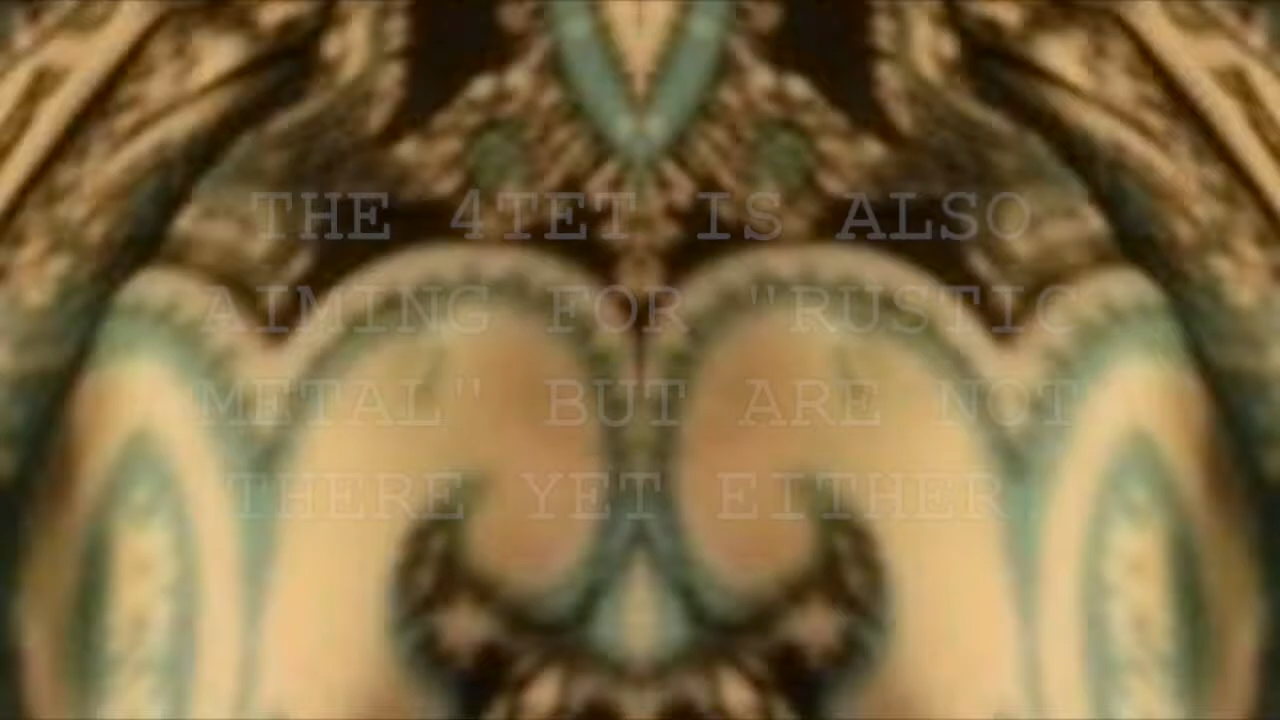 THE 4TET IS ALSO
AIMING FOR "RUSTIC
METAL" BUT ARE NOT
THERE YET EITHER